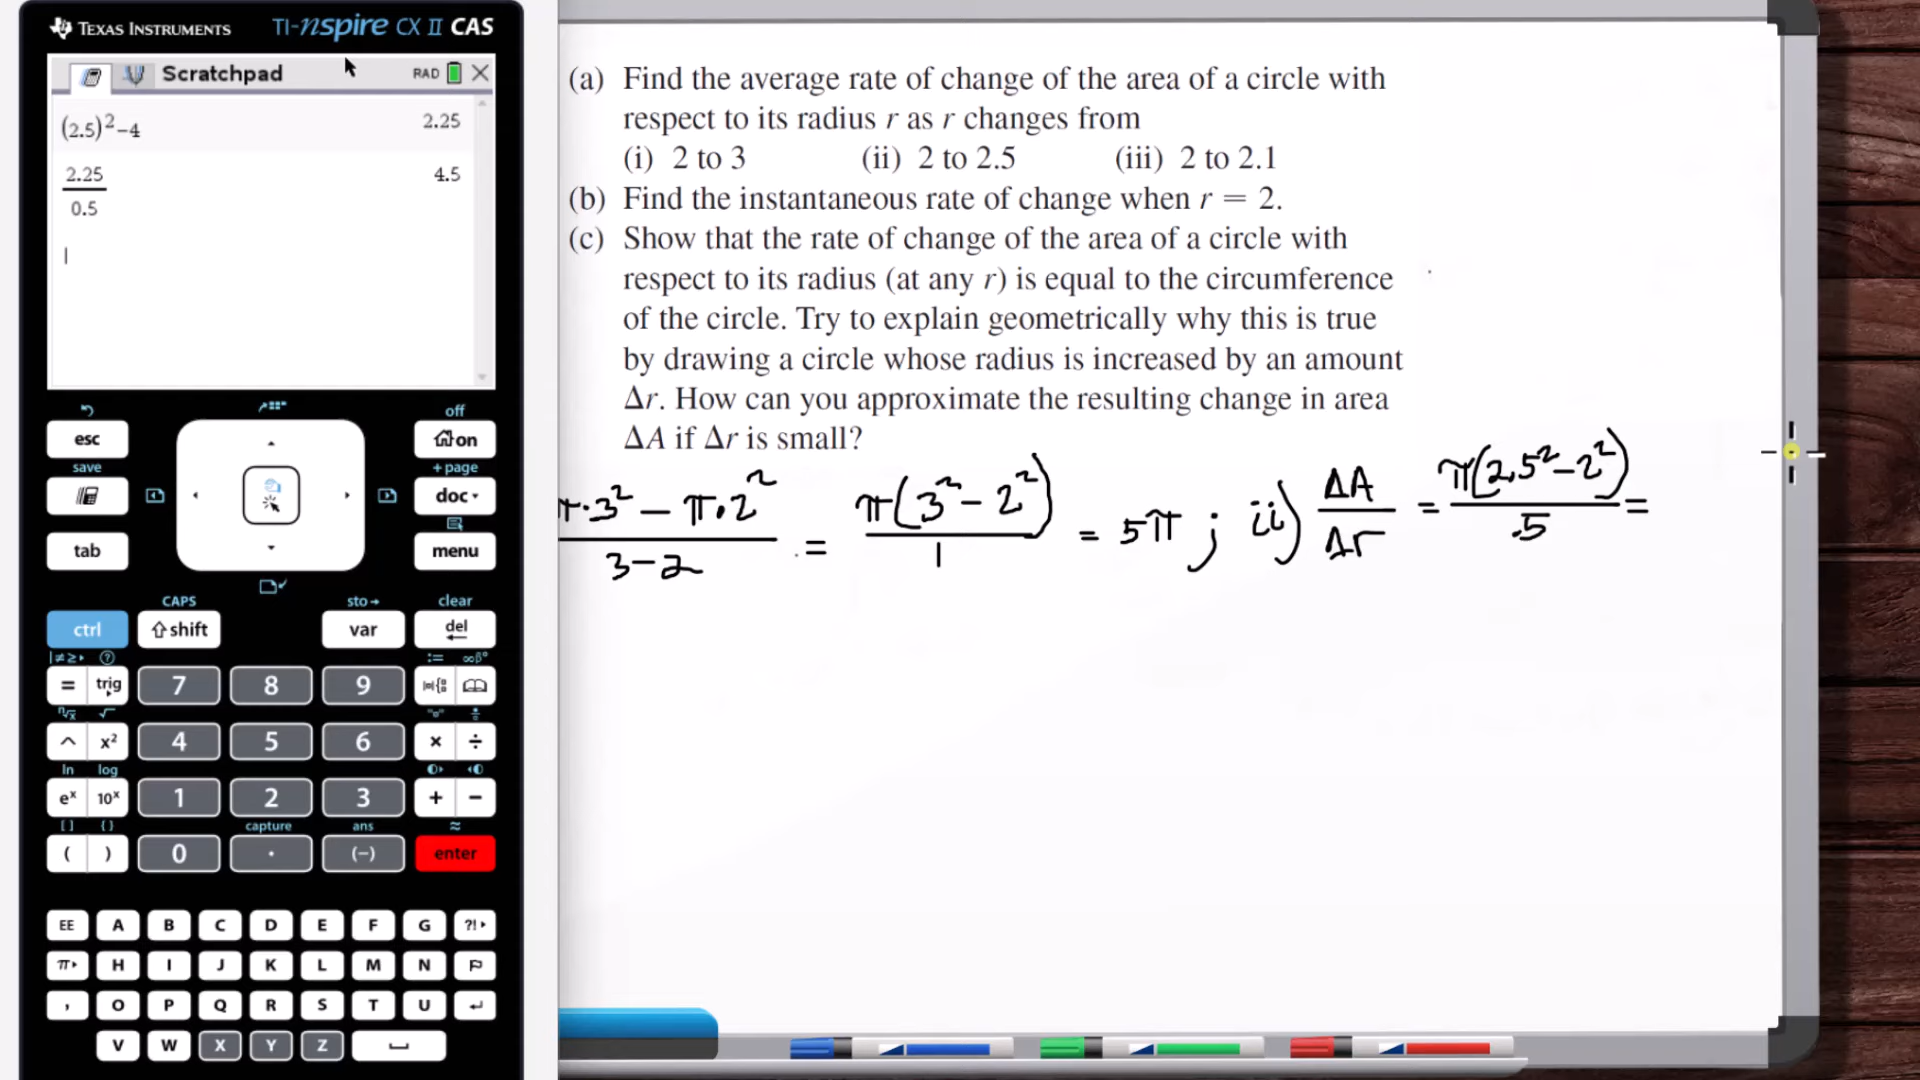 TEXAS INSTRUMENTS TI-nspire CX II CAS
Scratchpad RAD
(2.5)²-4 2.25
2.25/0.5 4.5
off
esc on
save + page
doc
tab menu
CAPS sto→ clear
ctrl shift var del
= trig 7 8 9
^ x² 4 5 6 × ÷
ln log
eˣ 10ˣ 1 2 3 + −
[] {} capture ans ≈
( ) 0 . (−) enter
EE A B C D E F G ?!▸
π▸ H I J K L M N
, O P Q R S T U ↵
V W X Y Z
(a) Find the average rate of change of the area of a circle with
respect to its radius r as r changes from
(i) 2 to 3 (ii) 2 to 2.5 (iii) 2 to 2.1
(b) Find the instantaneous rate of change when r = 2.
(c) Show that the rate of change of the area of a circle with
respect to its radius (at any r) is equal to the circumference
of the circle. Try to explain geometrically why this is true
by drawing a circle whose radius is increased by an amount
Δr. How can you approximate the resulting change in area
ΔA if Δr is small?
π·3² − π·2² / 3−2 = π(3²−2²) / 1 = 5π ; ii) ΔA/Δr = π(2.5²−2²) / .5 =